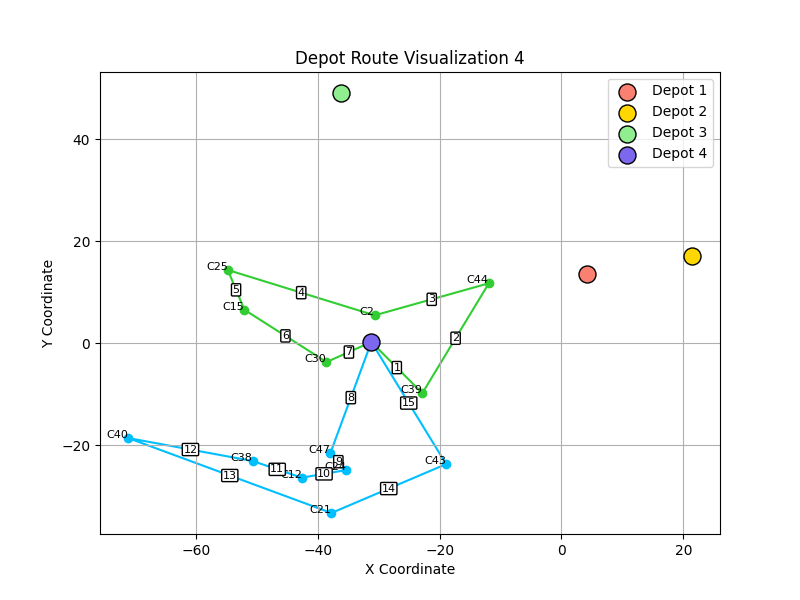 Depot Route Visualization 4
Depot 1
Depot 2
Depot 3
Depot 4
40
20
0
−20
Y Coordinate
C25
C44
5
4
3
C15
C2
6
2
C30
7
1
C39
8
15
C40
12
C47
C38
9
C43
11
10
C12
13
14
C21
−60
−40
−20
0
20
X Coordinate